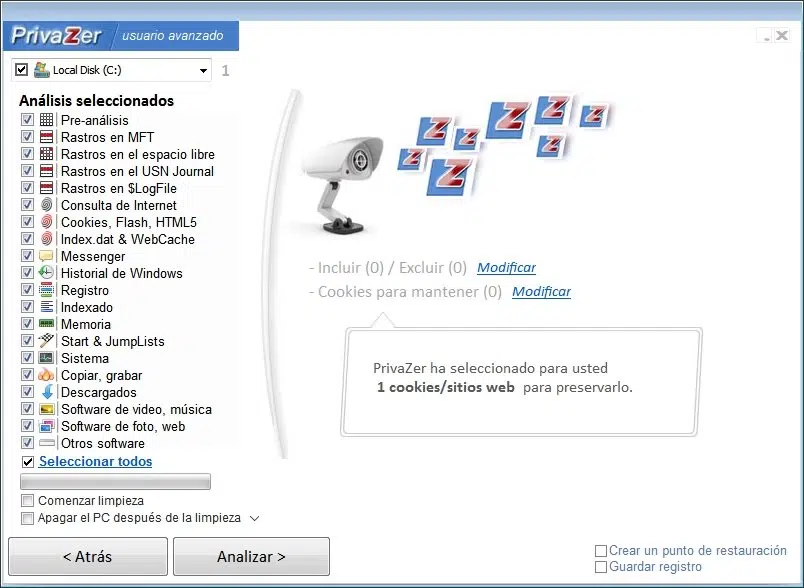 PrivaZer usuario avanzado
Local Disk (C:) 1
Análisis seleccionados
Pre-análisis
Rastros en MFT
Rastros en el espacio libre
Rastros en el USN Journal
Rastros en $LogFile
Consulta de Internet
Cookies, Flash, HTML5
Index.dat & WebCache
Messenger
Historial de Windows
Registro
Indexado
Memoria
Start & JumpLists
Sistema
Copiar, grabar
Descargados
Software de video, música
Software de foto, web
Otros software
Seleccionar todos
Comenzar limpieza
Apagar el PC después de la limpieza
< Atrás
Analizar >
Z Z Z Z Z Z Z Z
- Incluir (0) / Excluir (0) Modificar
- Cookies para mantener (0) Modificar
PrivaZer ha seleccionado para usted
1 cookies/sitios web para preservarlo.
Crear un punto de restauración
Guardar registro